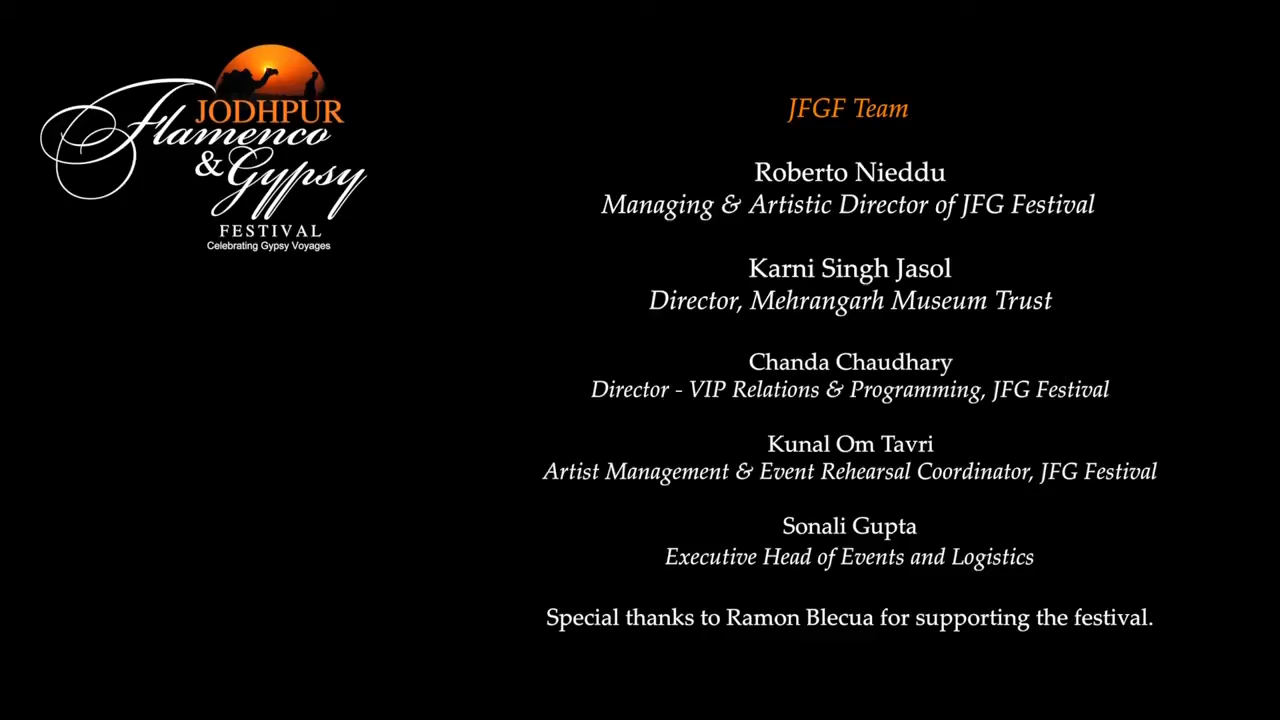 JODHPUR
Flamenco
& Gypsy
FESTIVAL
Celebrating Gypsy Voyages
JFGF Team
Roberto Nieddu
Managing & Artistic Director of JFG Festival
Karni Singh Jasol
Director, Mehrangarh Museum Trust
Chanda Chaudhary
Director - VIP Relations & Programming, JFG Festival
Kunal Om Tavri
Artist Management & Event Rehearsal Coordinator, JFG Festival
Sonali Gupta
Executive Head of Events and Logistics
Special thanks to Ramon Blecua for supporting the festival.